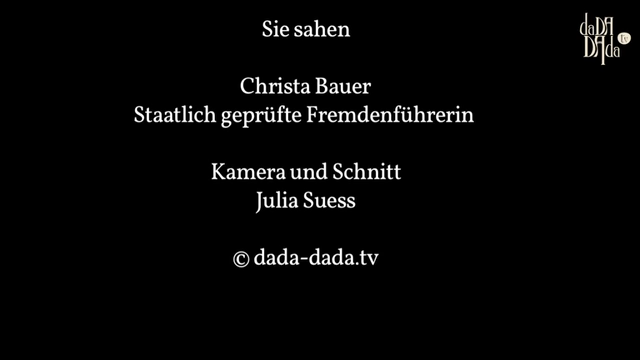 Sie sahen
Christa Bauer
Staatlich geprüfte Fremdenführerin
Kamera und Schnitt
Julia Suess
© dada-dada.tv
daDA
DAda
tv